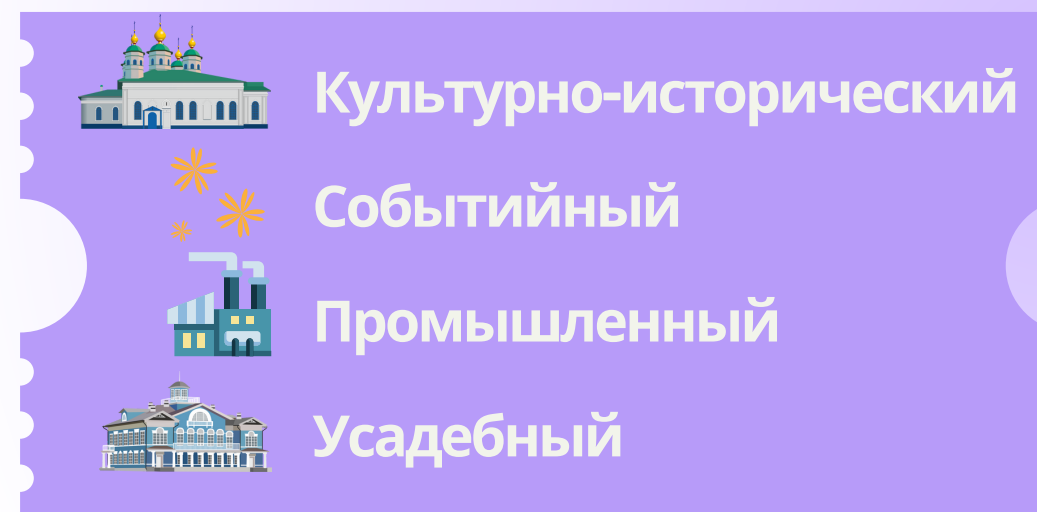 Культурно-исторический
Событийный
Промышленный
Усадебный